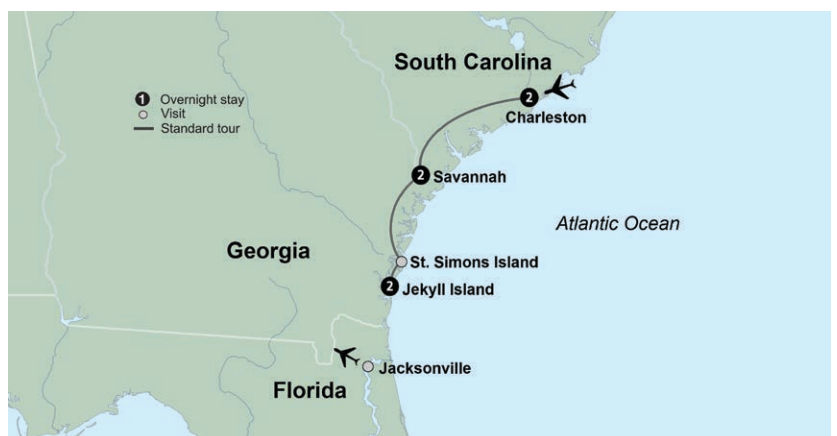 South Carolina
1 Overnight stay
Visit
Standard tour
2
Charleston
2 Savannah
Atlantic Ocean
Georgia
St. Simons Island
2 Jekyll Island
Jacksonville
Florida